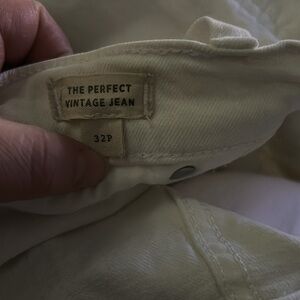 THE PERFECT
VINTAGE JEAN
32P